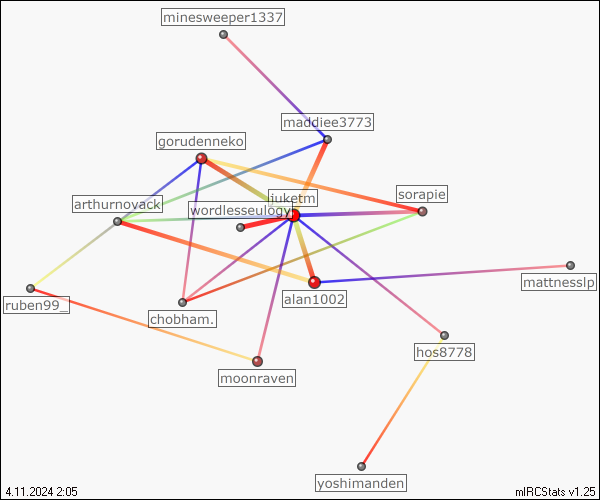 minesweeper1337
maddiee3773
gorudenneko
sorapie
iuketm
arthurnovack
wordlesseulogy
mattnesslp
alan1002
ruben99_
chobham.
hos8778
moonraven
yoshimanden
4.11.2024 2:05
mIRCStats v1.25